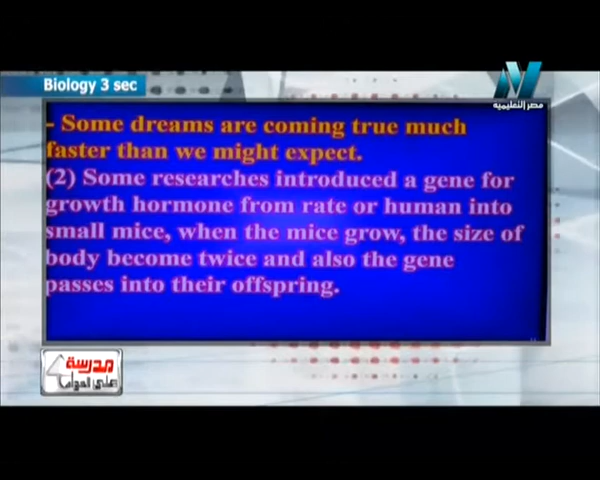 Biology 3 sec
مصر التعليمية
- Some dreams are coming true much
faster than we might expect.
(2) Some researches introduced a gene for
growth hormone from rate or human into
small mice, when the mice grow, the size of
body become twice and also the gene
passes into their offspring.
مدرسة
على الهواء